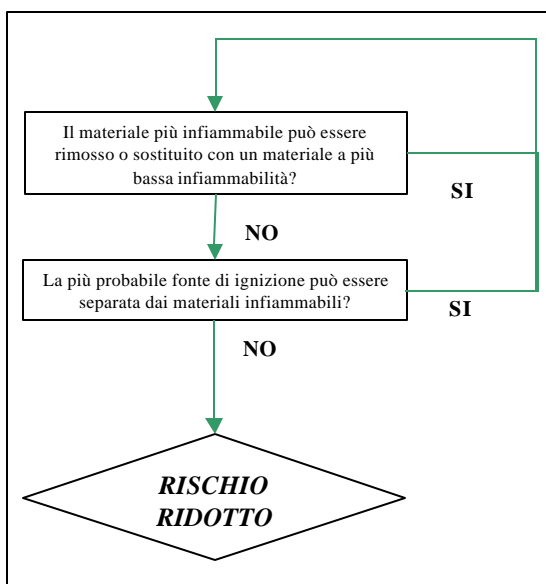 Il materiale più infiammabile può essere
rimosso o sostituito con un materiale a più
bassa infiammabilità?
SI
NO
La più probabile fonte di ignizione può essere
separata dai materiali infiammabili?
SI
NO
RISCHIO
RIDOTTO